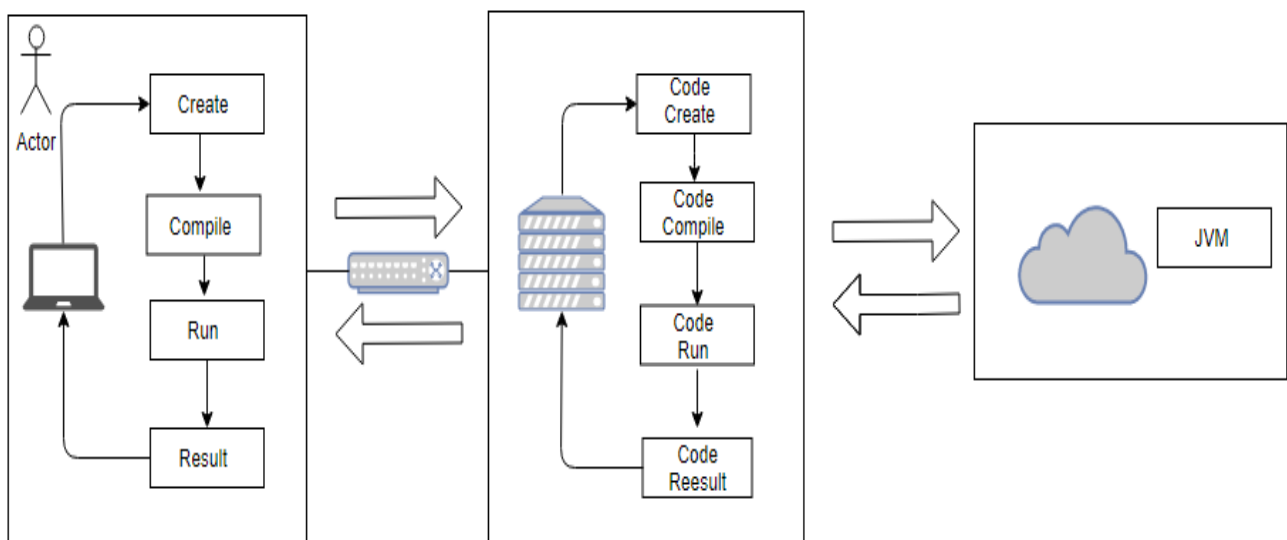 Actor
Create
Compile
Run
Result
Code
Create
Code
Compile
Code
Run
Code
Reesult
JVM